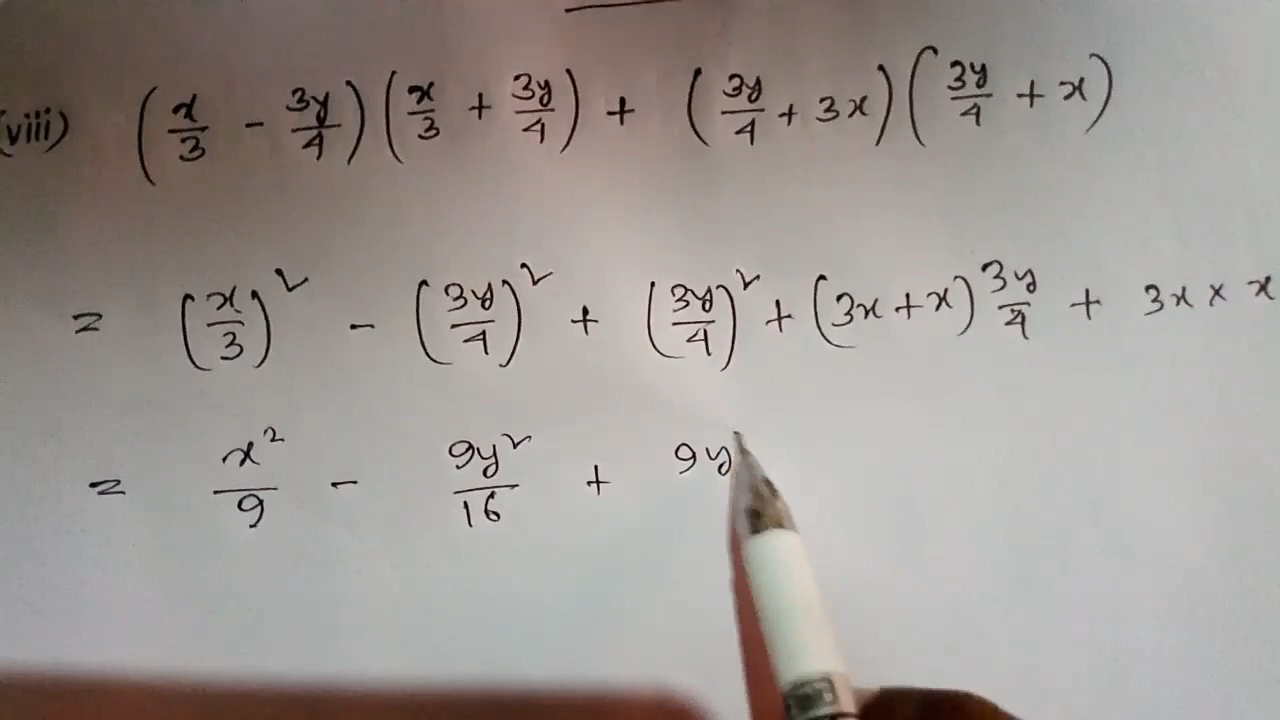 (viii) (x/3 - 3y/4)(x/3 + 3y/4) + (3y/4 + 3x)(3y/4 + x)
= (x/3)² - (3y/4)² + (3y/4)² + (3x + x) 3y/4 + 3x × x
= x²/9 - 9y²/16 + 9y